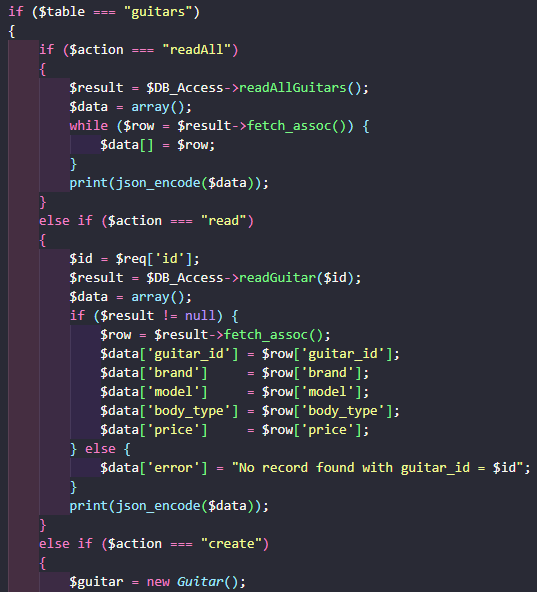 if ($table === "guitars")
{
    if ($action === "readAll")
    {
        $result = $DB_Access->readAllGuitars();
        $data = array();
        while ($row = $result->fetch_assoc()) {
            $data[] = $row;
        }
        print(json_encode($data));
    }
    else if ($action === "read")
    {
        $id = $req['id'];
        $result = $DB_Access->readGuitar($id);
        $data = array();
        if ($result != null) {
            $row = $result->fetch_assoc();
            $data['guitar_id'] = $row['guitar_id'];
            $data['brand']     = $row['brand'];
            $data['model']     = $row['model'];
            $data['body_type'] = $row['body_type'];
            $data['price']     = $row['price'];
        } else {
            $data['error'] = "No record found with guitar_id = $id";
        }
        print(json_encode($data));
    }
    else if ($action === "create")
    {
        $guitar = new Guitar();